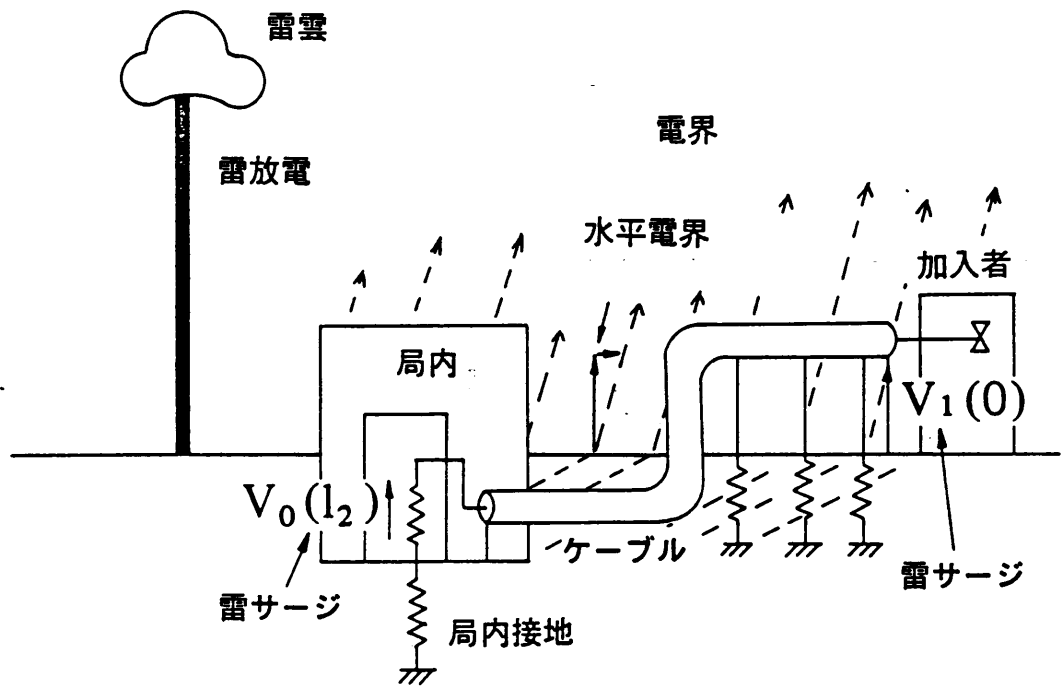 雷雲
電界
雷放電
水平電界
加入者
局内
V₁(0)
V₀(l₂)
ケーブル
雷サージ
雷サージ
局内接地